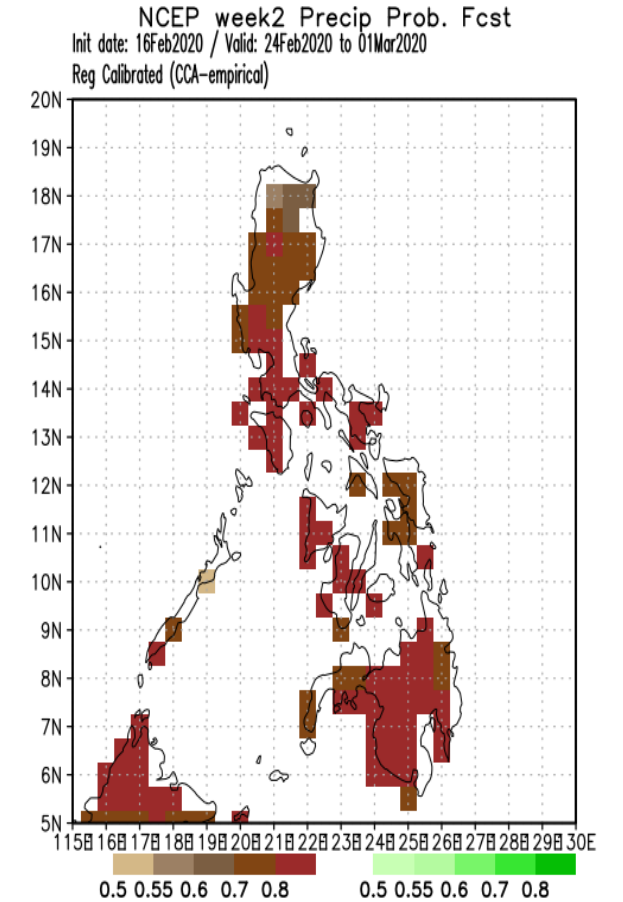 NCEP week2 Precip Prob. Fcst
Init date: 16Feb2020 / Valid: 24Feb2020 to 01Mar2020
Reg Calibrated (CCA-empirical)
20N
19N
18N
17N
16N
15N
14N
13N
12N
11N
10N
9N
8N
7N
6N
5N
115E 116E 117E 118E 119E 120E 121E 122E 123E 124E 125E 126E 127E 128E 129E 130E
0.5 0.55 0.6 0.7 0.8 0.5 0.55 0.6 0.7 0.8